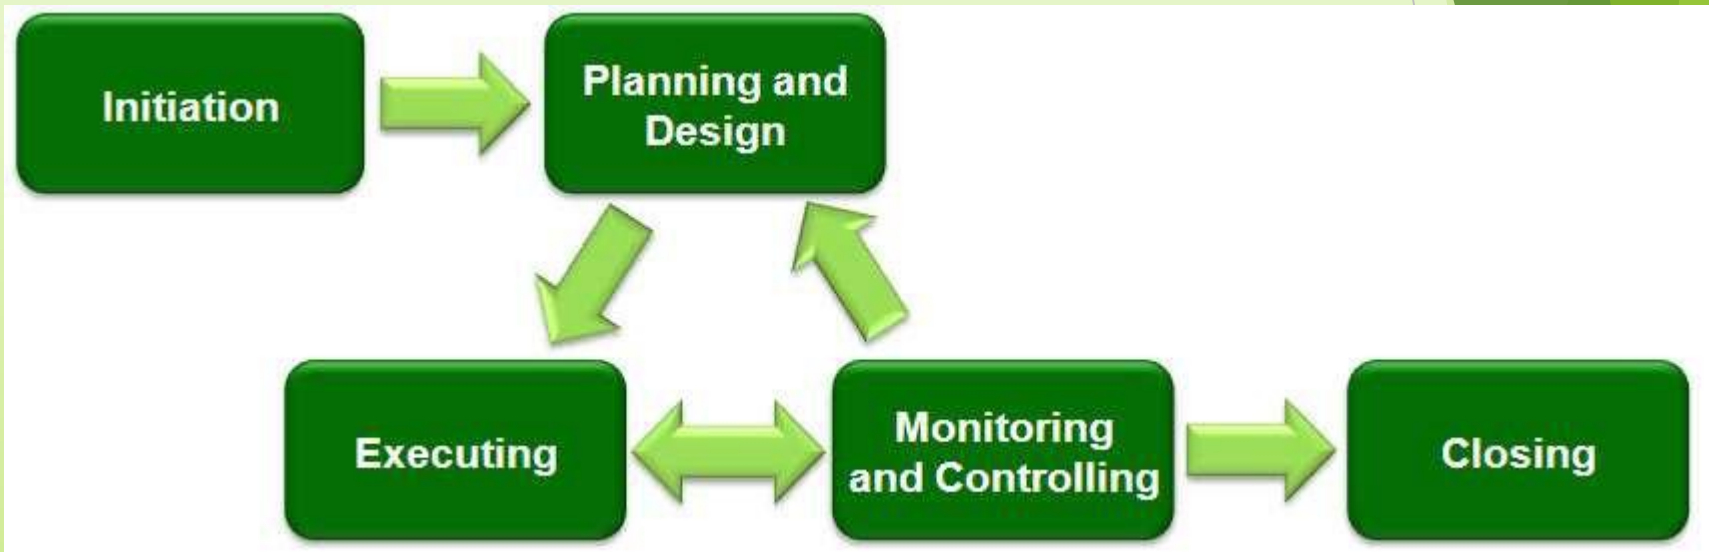 Initiation
Planning and
Design
Executing
Monitoring
and Controlling
Closing